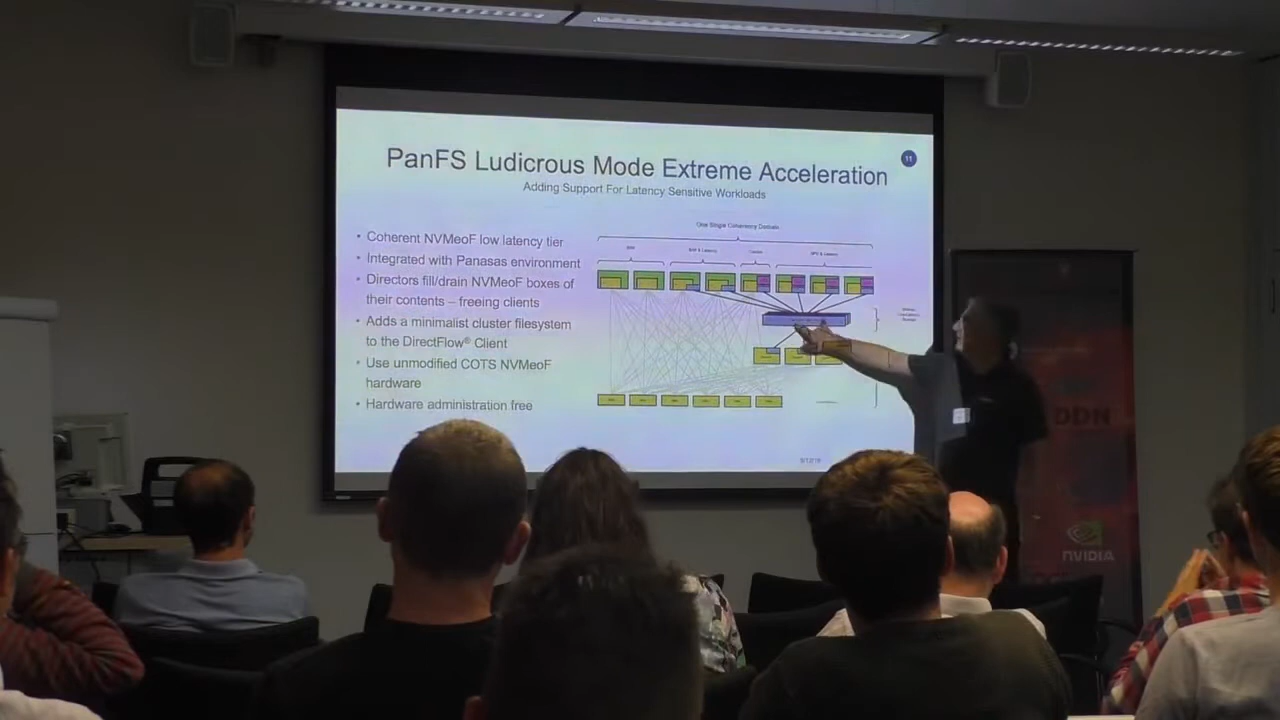 11
PanFS Ludicrous Mode Extreme Acceleration
Adding Support For Latency Sensitive Workloads
One Single Coherency Domain
• Coherent NVMeoF low latency tier
• Integrated with Panasas environment
• Directors fill/drain NVMeoF boxes of
their contents – freeing clients
• Adds a minimalist cluster filesystem
to the DirectFlow® Client
• Use unmodified COTS NVMeoF
hardware
• Hardware administration free
DDN
NVIDIA